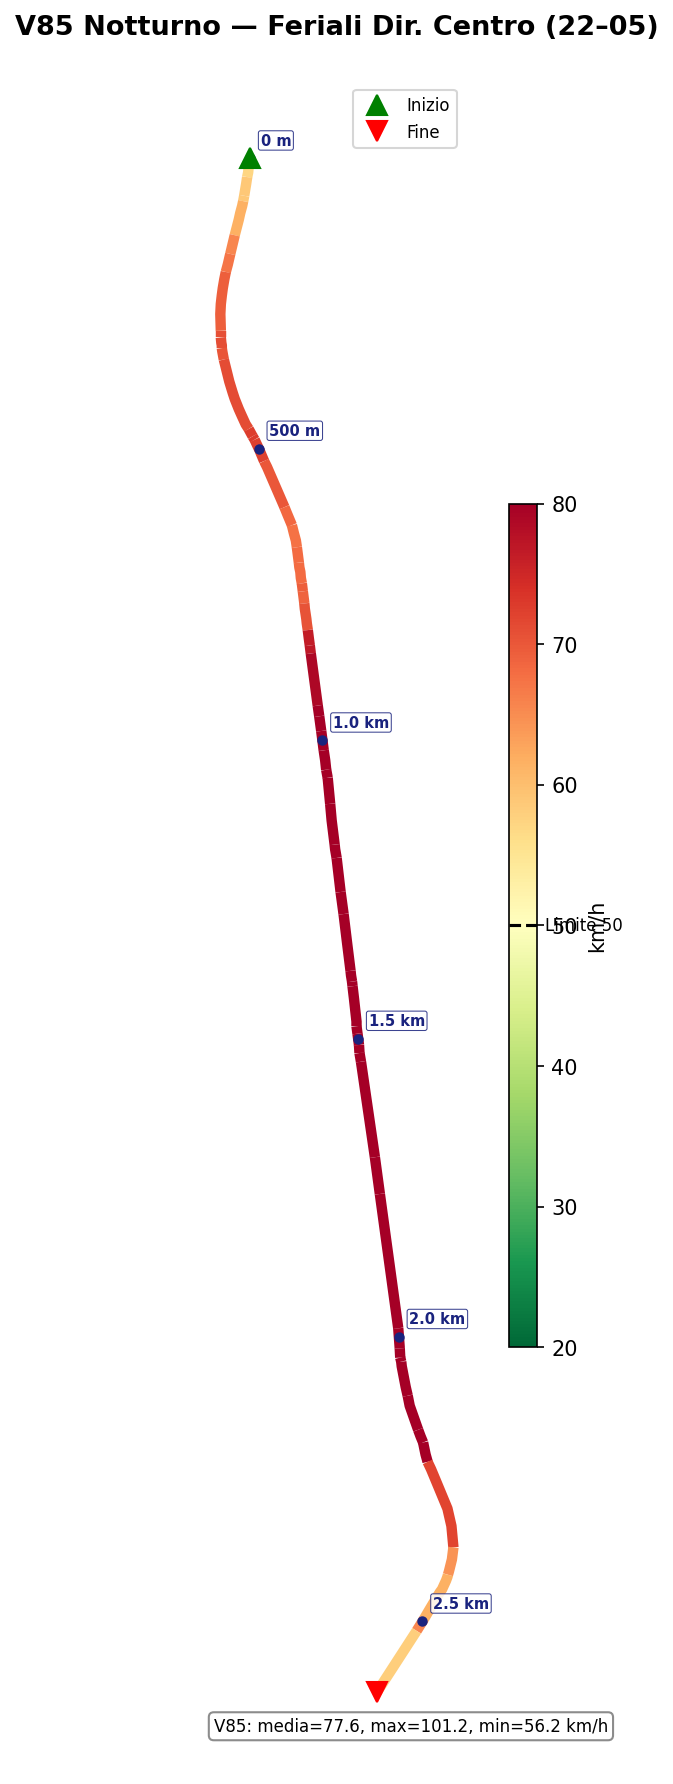 V85 Notturno — Feriali Dir. Centro (22–05)
Inizio
Fine
0 m
500 m
1.0 km
1.5 km
2.0 km
2.5 km
80
70
60
50
40
30
20
Limite 50
km/h
V85: media=77.6, max=101.2, min=56.2 km/h